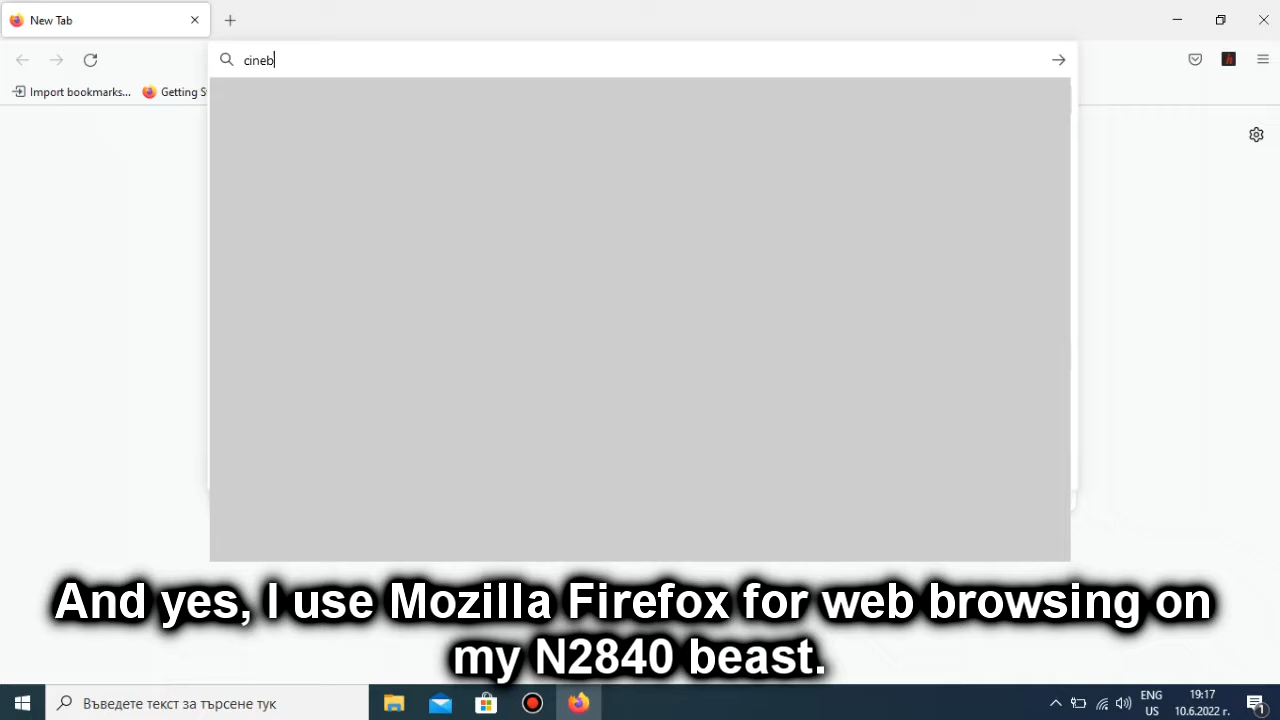 New Tab
cineb
Import bookmarks...
Getting S
And yes, I use Mozilla Firefox for web browsing on
my N2840 beast.
Въведете текст за търсене тук
ENG
US
19:17
10.6.2022 г.
1